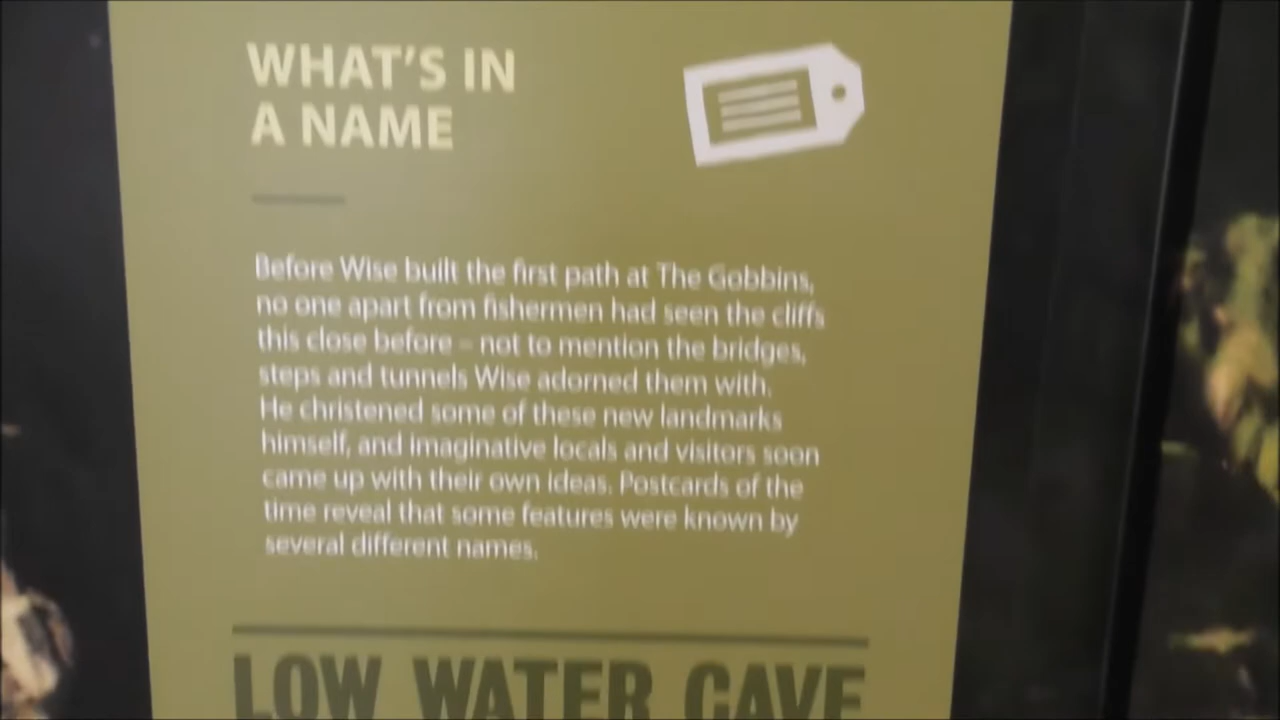 WHAT'S IN
A NAME
Before Wise built the first path at The Gobbins,
no one apart from fishermen had seen the cliffs
this close before – not to mention the bridges,
steps and tunnels Wise adorned them with.
He christened some of these new landmarks
himself, and imaginative locals and visitors soon
came up with their own ideas. Postcards of the
time reveal that some features were known by
several different names.
LOW WATER CAVE